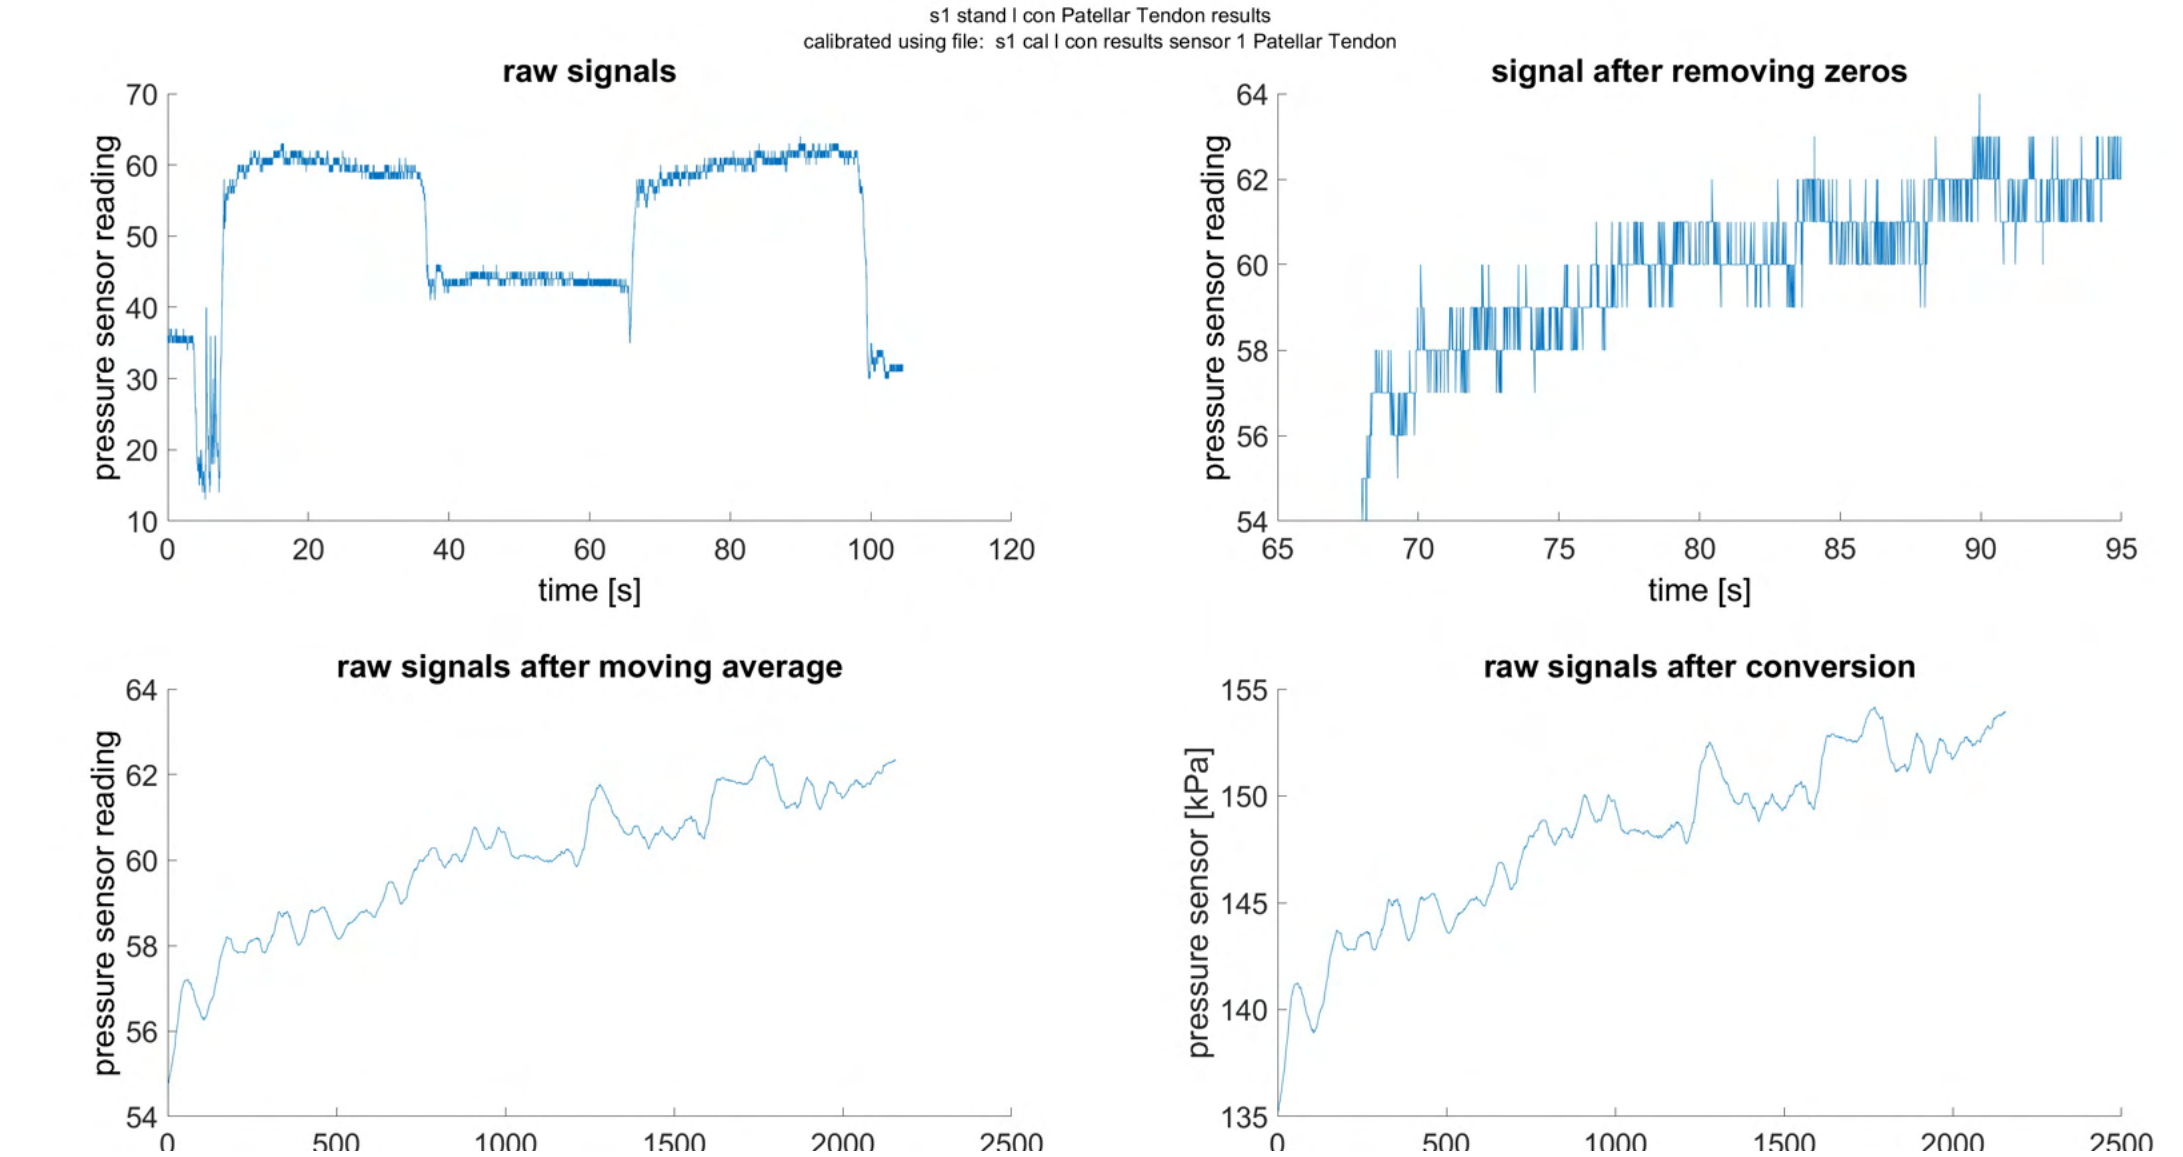 s1 stand l con Patellar Tendon results
calibrated using file:  s1 cal l con results sensor 1 Patellar Tendon
raw signals
pressure sensor reading
70
60
50
40
30
20
10
0 20 40 60 80 100 120
time [s]
signal after removing zeros
pressure sensor reading
64
62
60
58
56
54
65 70 75 80 85 90 95
time [s]
raw signals after moving average
pressure sensor reading
64
62
60
58
56
54
0 500 1000 1500 2000 2500
raw signals after conversion
pressure sensor [kPa]
155
150
145
140
135
0 500 1000 1500 2000 2500